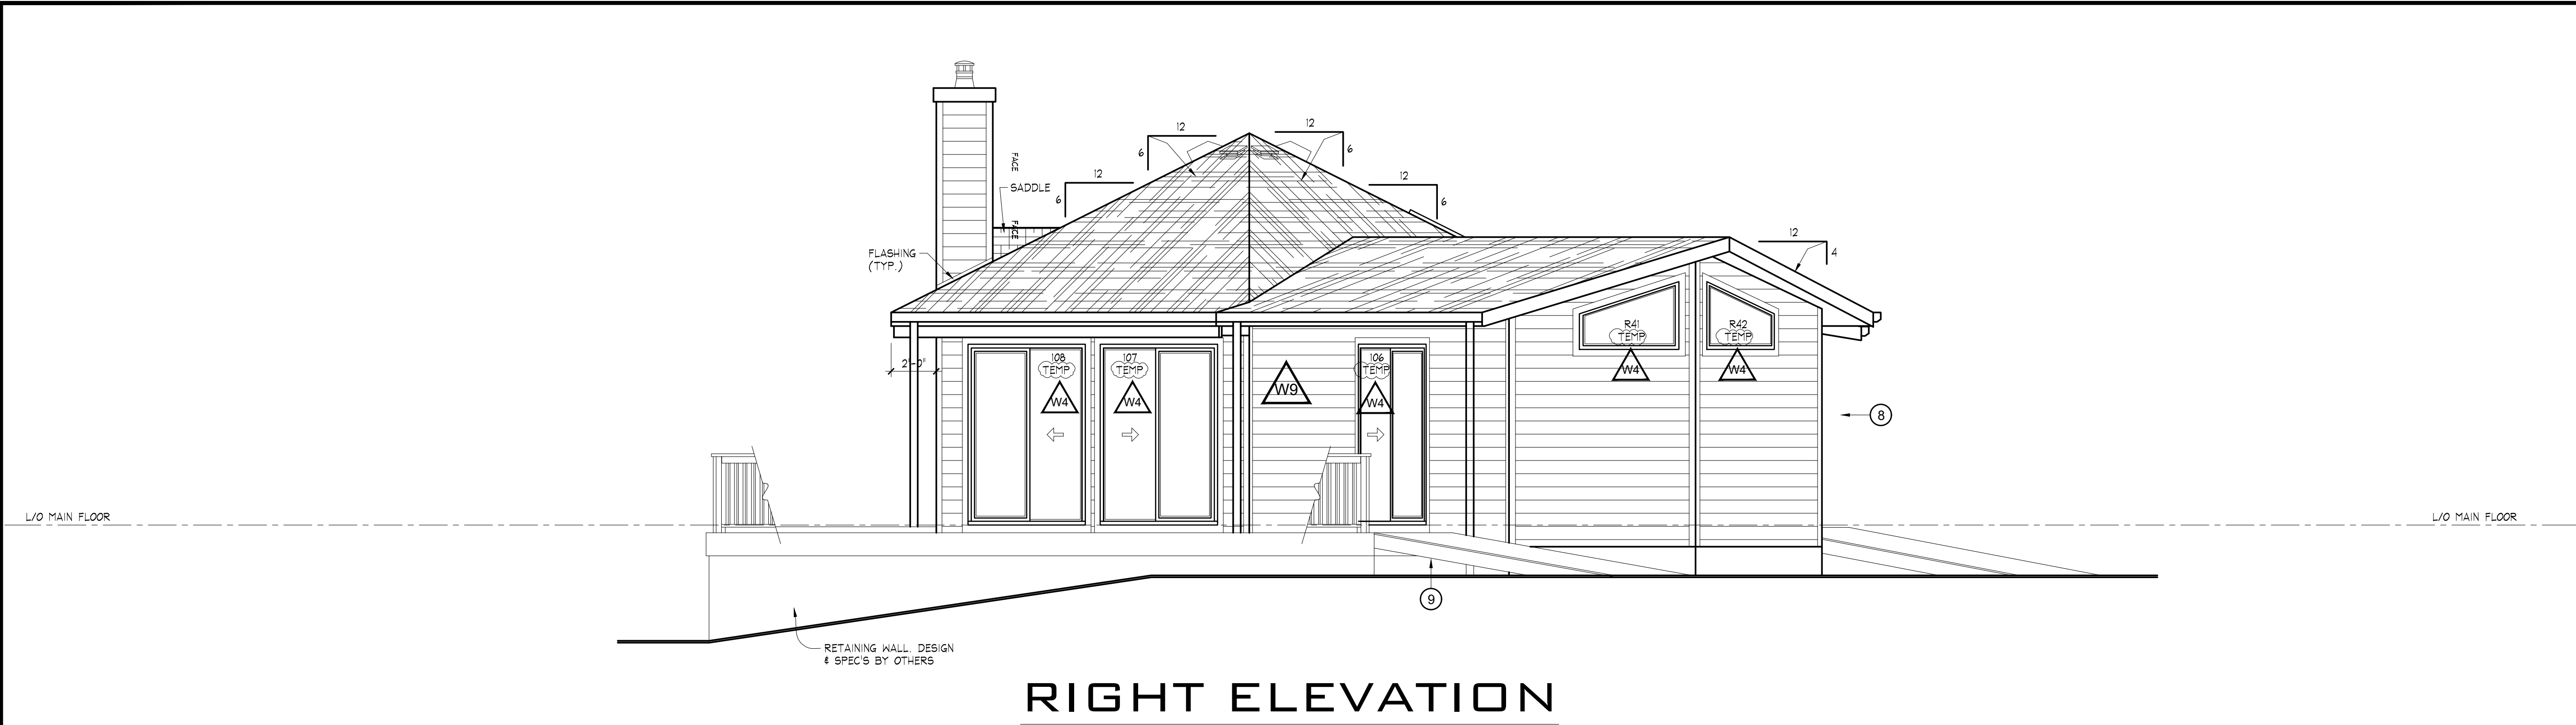 12
6
12
6
12
6
12
6
FACE
SADDLE
FACE
FLASHING
(TYP.)
12
4
2'-0"
108
TEMP
W4
107
TEMP
W4
W9
106
TEMP
W4
R41
TEMP
W4
R42
TEMP
W4
8
L/O MAIN FLOOR
L/O MAIN FLOOR
9
RETAINING WALL, DESIGN
& SPEC'S BY OTHERS
RIGHT ELEVATION